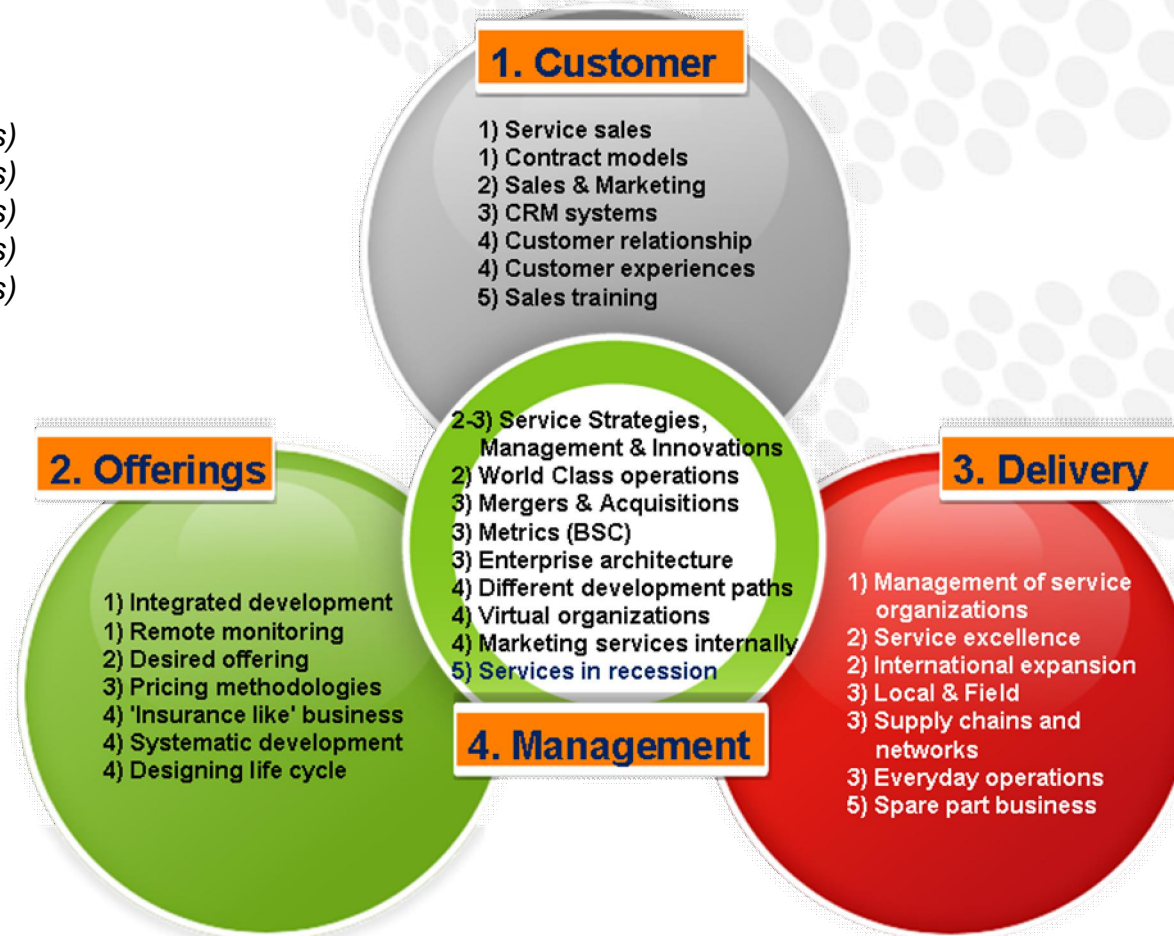 s)
s)
s)
s)
s)
1. Customer
1) Service sales
1) Contract models
2) Sales & Marketing
3) CRM systems
4) Customer relationship
4) Customer experiences
5) Sales training
2. Offerings
1) Integrated development
1) Remote monitoring
2) Desired offering
3) Pricing methodologies
4) 'Insurance like' business
4) Systematic development
4) Designing life cycle
2-3) Service Strategies,
Management & Innovations
2) World Class operations
3) Mergers & Acquisitions
3) Metrics (BSC)
3) Enterprise architecture
4) Different development paths
4) Virtual organizations
4) Marketing services internally
5) Services in recession
4. Management
3. Delivery
1) Management of service
organizations
2) Service excellence
2) International expansion
3) Local & Field
3) Supply chains and
networks
3) Everyday operations
5) Spare part business